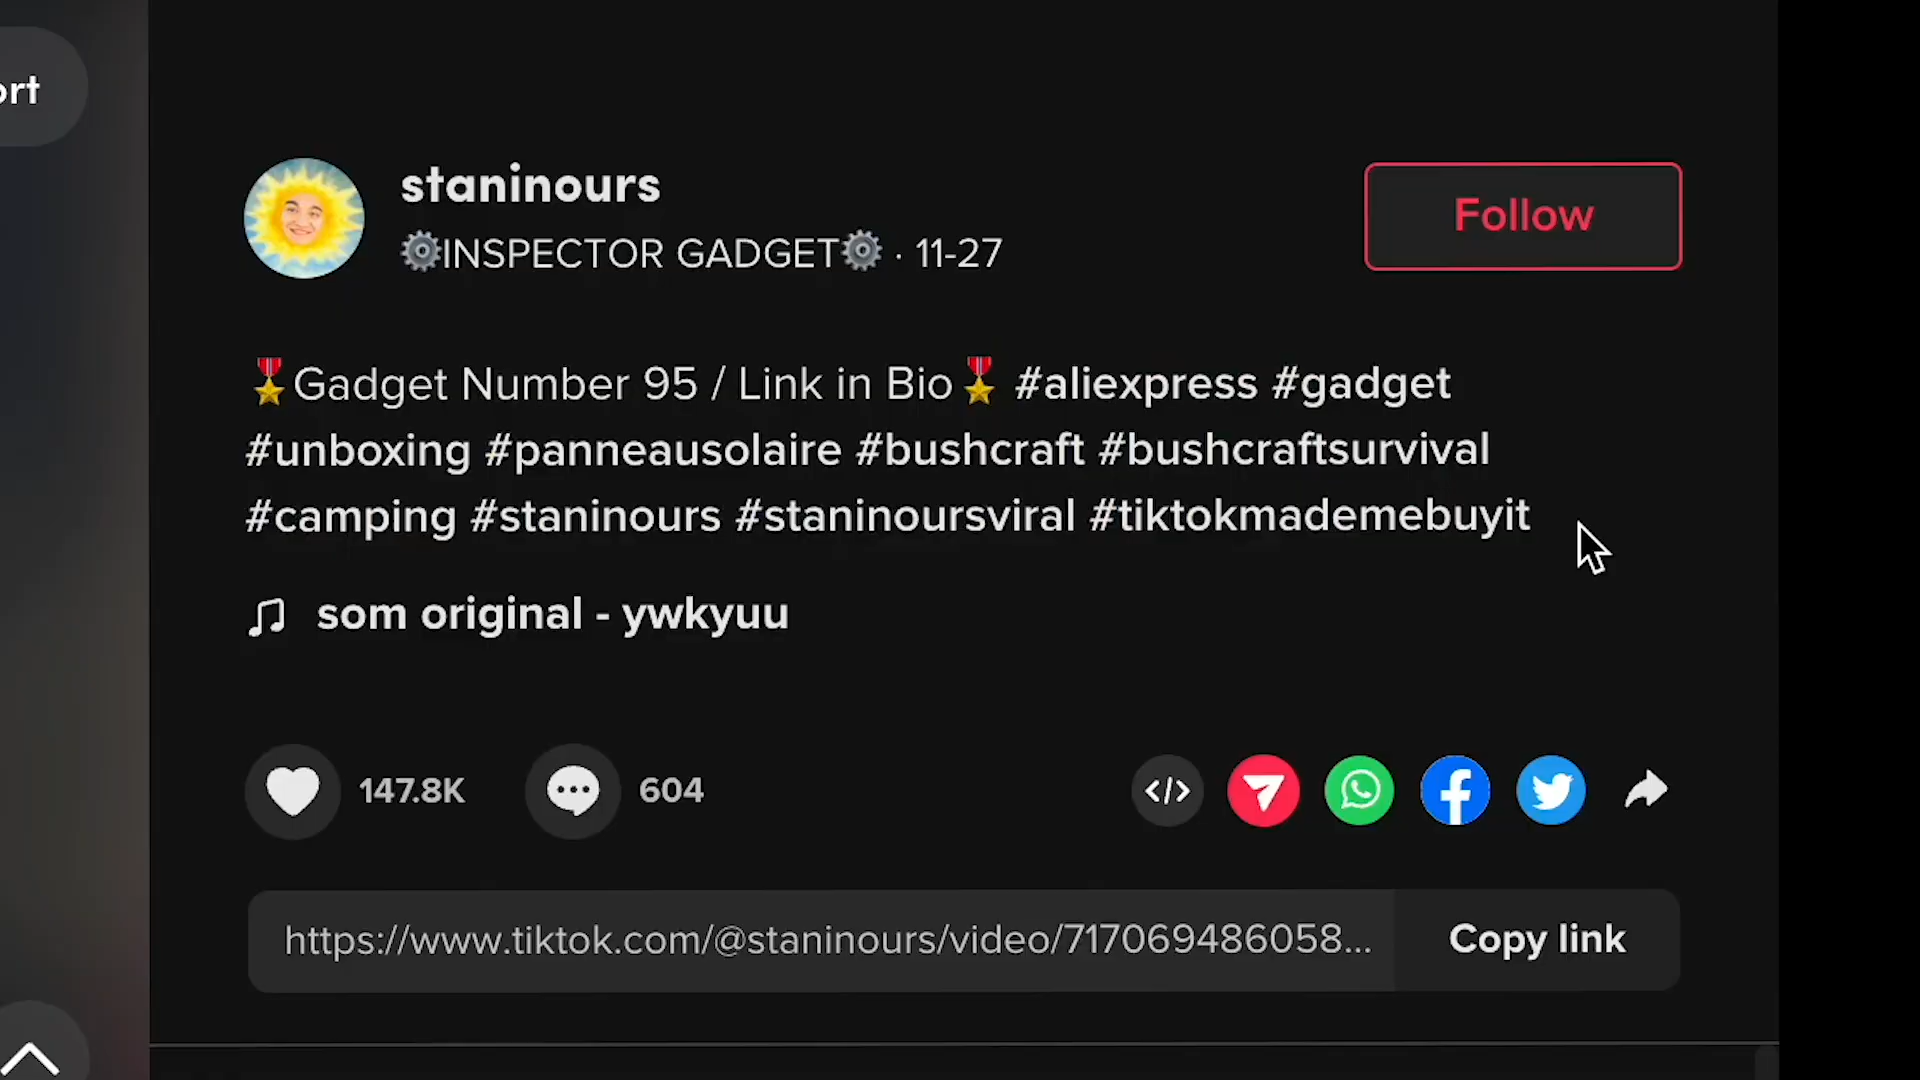 ort
staninours
⚙️INSPECTOR GADGET⚙️ · 11-27
Follow
🎖️Gadget Number 95 / Link in Bio🎖️ #aliexpress #gadget
#unboxing #panneausolaire #bushcraft #bushcraftsurvival
#camping #staninours #staninoursviral #tiktokmademebuyit
som original - ywkyuu
147.8K
604
https://www.tiktok.com/@staninours/video/717069486058...
Copy link